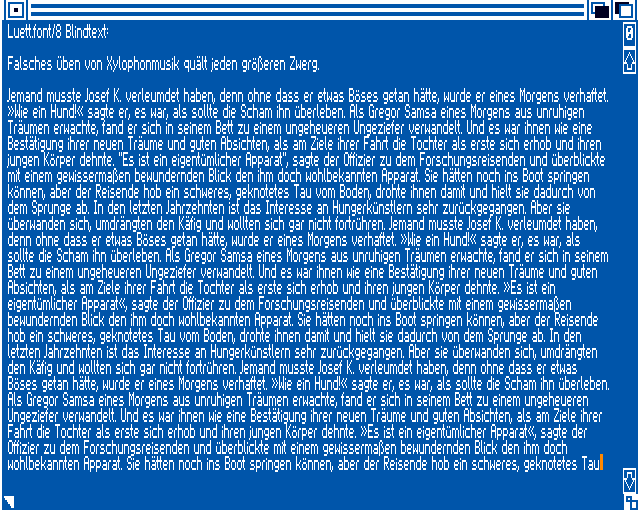 Luett.font/8 Blindtext:
Falsches üben von Xylophonmusik quält jeden größeren Zwerg.
Jemand musste Josef K. verleumdet haben, denn ohne dass er etwas Böses getan hätte, wurde er eines Morgens verhaftet.
»Wie ein Hund!« sagte er, es war, als sollte die Scham ihn überleben. Als Gregor Samsa eines Morgens aus unruhigen
Träumen erwachte, fand er sich in seinem Bett zu einem ungeheueren Ungeziefer verwandelt. Und es war ihnen wie eine
Bestätigung ihrer neuen Träume und guten Absichten, als am Ziele ihrer Fahrt die Tochter als erste sich erhob und ihren
jungen Körper dehnte. "Es ist ein eigentümlicher Apparat", sagte der Offizier zu dem Forschungsreisenden und überblickte
mit einem gewissermaßen bewundernden Blick den ihm doch wohlbekannten Apparat. Sie hätten noch ins Boot springen
können, aber der Reisende hob ein schweres, geknotetes Tau vom Boden, drohte ihnen damit und hielt sie dadurch von
dem Sprunge ab. In den letzten Jahrzehnten ist das Interesse an Hungerkünstlern sehr zurückgegangen. Aber sie
überwanden sich, umdrängten den Käfig und wollten sich gar nicht fortrühren. Jemand musste Josef K. verleumdet haben,
denn ohne dass er etwas Böses getan hätte, wurde er eines Morgens verhaftet. »Wie ein Hund!« sagte er, es war, als
sollte die Scham ihn überleben. Als Gregor Samsa eines Morgens aus unruhigen Träumen erwachte, fand er sich in seinem
Bett zu einem ungeheueren Ungeziefer verwandelt. Und es war ihnen wie eine Bestätigung ihrer neuen Träume und guten
Absichten, als am Ziele ihrer Fahrt die Tochter als erste sich erhob und ihren jungen Körper dehnte. »Es ist ein
eigentümlicher Apparat«, sagte der Offizier zu dem Forschungsreisenden und überblickte mit einem gewissermaßen
bewundernden Blick den ihm doch wohlbekannten Apparat. Sie hätten noch ins Boot springen können, aber der Reisende
hob ein schweres, geknotetes Tau vom Boden, drohte ihnen damit und hielt sie dadurch von dem Sprunge ab. In den
letzten Jahrzehnten ist das Interesse an Hungerkünstlern sehr zurückgegangen. Aber sie überwanden sich, umdrängten
den Käfig und wollten sich gar nicht fortrühren. Jemand musste Josef K. verleumdet haben, denn ohne dass er etwas
Böses getan hätte, wurde er eines Morgens verhaftet. »Wie ein Hund!« sagte er, es war, als sollte die Scham ihn überleben.
Als Gregor Samsa eines Morgens aus unruhigen Träumen erwachte, fand er sich in seinem Bett zu einem ungeheueren
Ungeziefer verwandelt. Und es war ihnen wie eine Bestätigung ihrer neuen Träume und guten Absichten, als am Ziele ihrer
Fahrt die Tochter als erste sich erhob und ihren jungen Körper dehnte. »Es ist ein eigentümlicher Apparat«, sagte der
Offizier zu dem Forschungsreisenden und überblickte mit einem gewissermaßen bewundernden Blick den ihm doch
wohlbekannten Apparat. Sie hätten noch ins Boot springen können, aber der Reisende hob ein schweres, geknotetes Tau